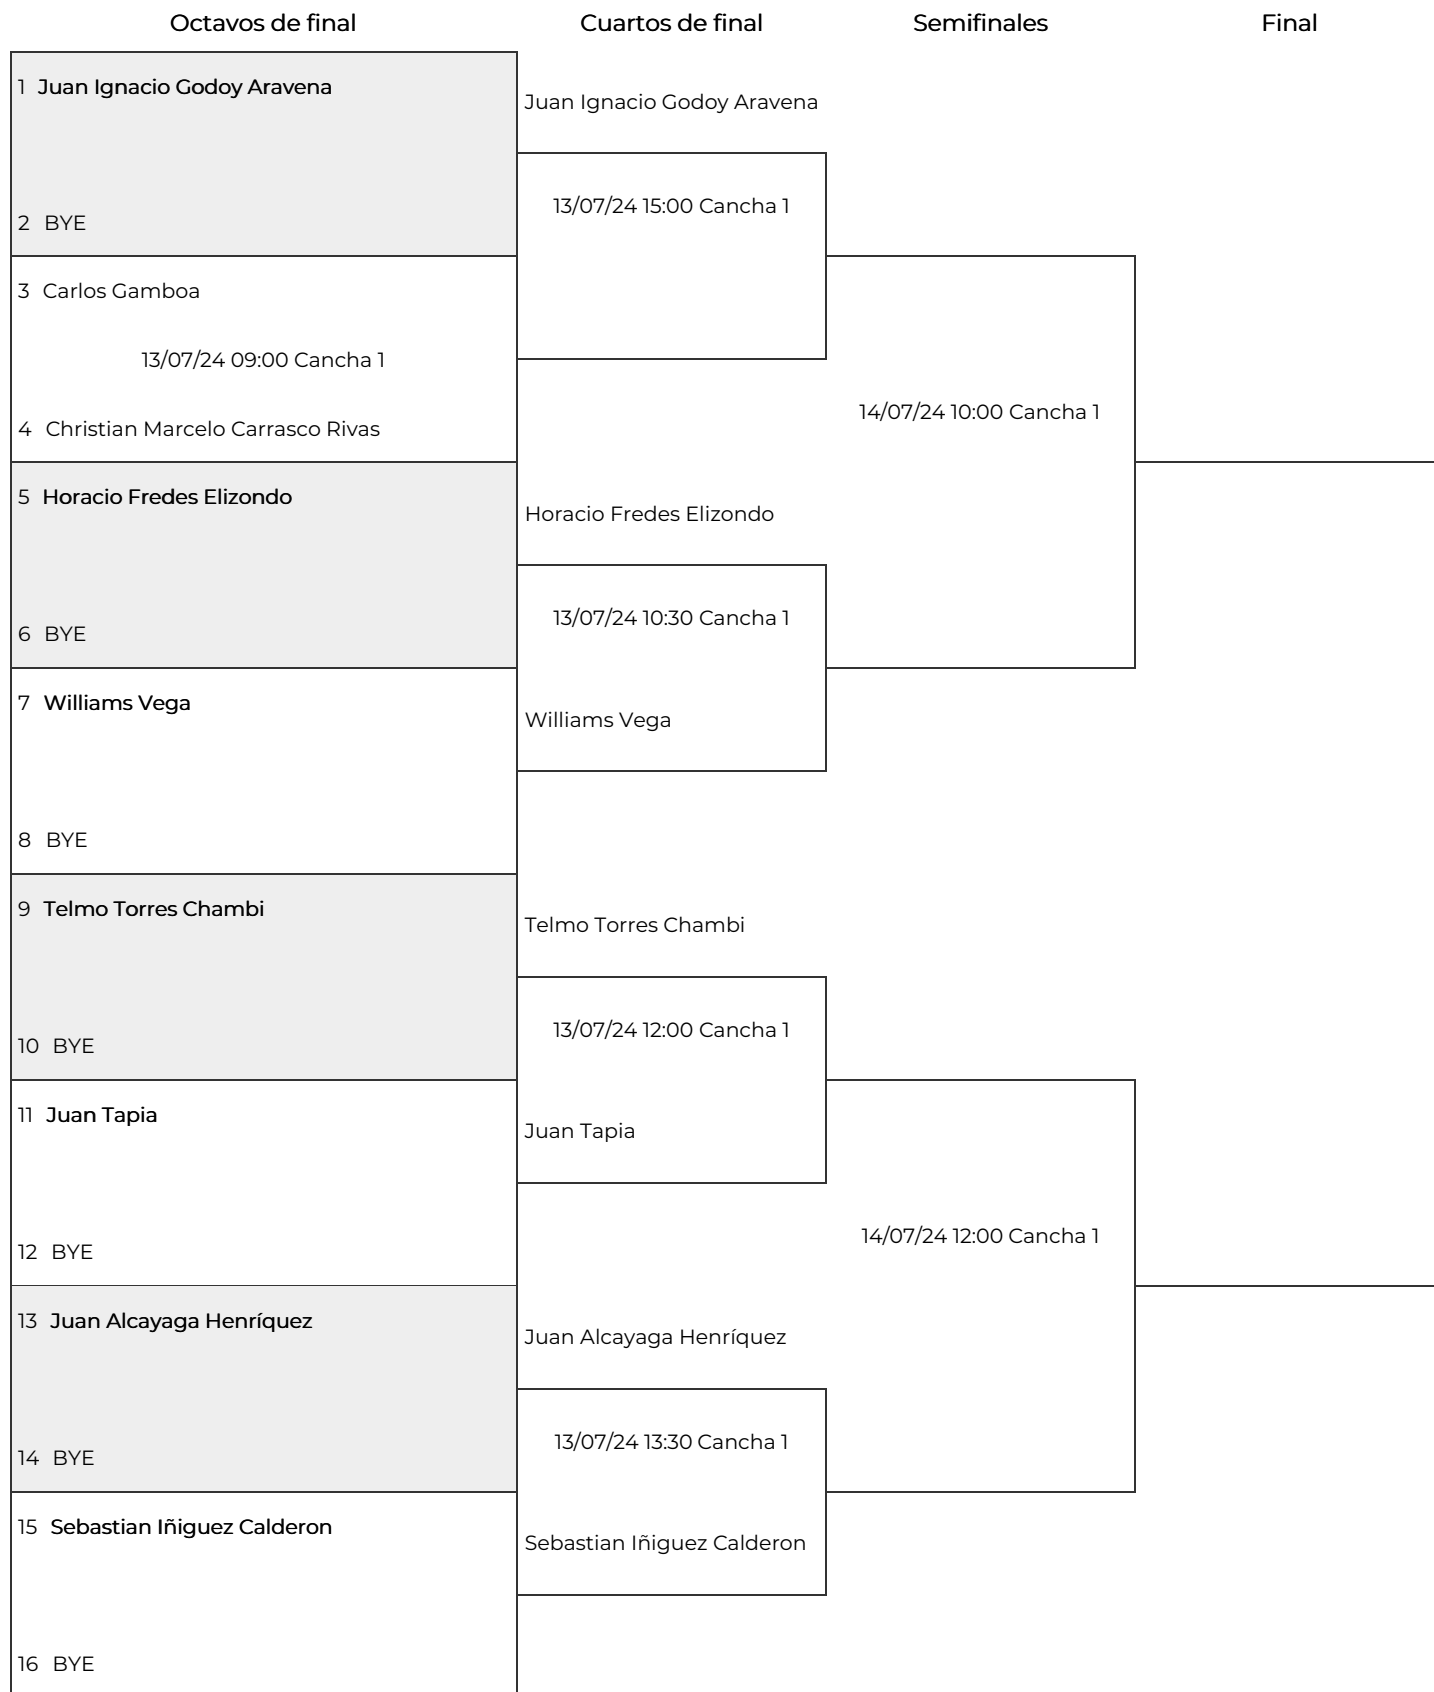 Octavos de final
Cuartos de final
Semifinales
Final
1 Juan Ignacio Godoy Aravena
2 BYE
3 Carlos Gamboa
13/07/24 09:00 Cancha 1
4 Christian Marcelo Carrasco Rivas
5 Horacio Fredes Elizondo
6 BYE
7 Williams Vega
8 BYE
9 Telmo Torres Chambi
10 BYE
11 Juan Tapia
12 BYE
13 Juan Alcayaga Henríquez
14 BYE
15 Sebastian Iñiguez Calderon
16 BYE
Juan Ignacio Godoy Aravena
13/07/24 15:00 Cancha 1
Horacio Fredes Elizondo
13/07/24 10:30 Cancha 1
Williams Vega
Telmo Torres Chambi
13/07/24 12:00 Cancha 1
Juan Tapia
Juan Alcayaga Henríquez
13/07/24 13:30 Cancha 1
Sebastian Iñiguez Calderon
14/07/24 10:00 Cancha 1
14/07/24 12:00 Cancha 1